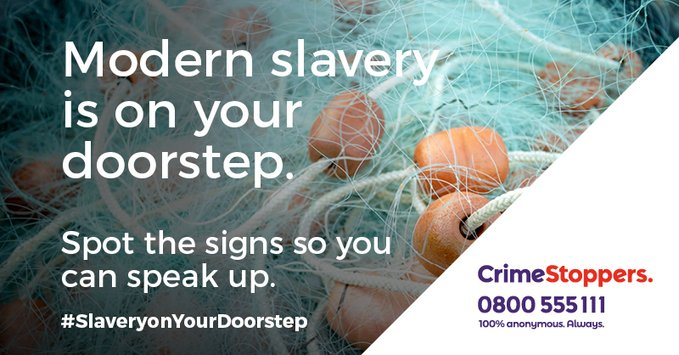 Modern slavery
is on your
doorstep.
Spot the signs so you
can speak up.
#SlaveryonYourDoorstep
CrimeStoppers.
0800 555 111
100% anonymous. Always.